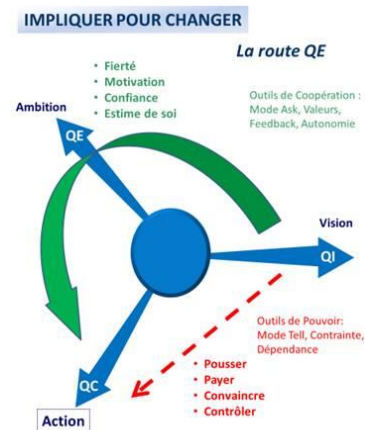 IMPLIQUER POUR CHANGER
La route QE
• Fierté
• Motivation
• Confiance
• Estime de soi
Outils de Coopération :
Mode Ask, Valeurs,
Feedback, Autonomie
Ambition
QE
Vision
QI
Outils de Pouvoir:
Mode Tell, Contrainte,
Dépendance
• Pousser
• Payer
• Convaincre
• Contrôler
QC
Action